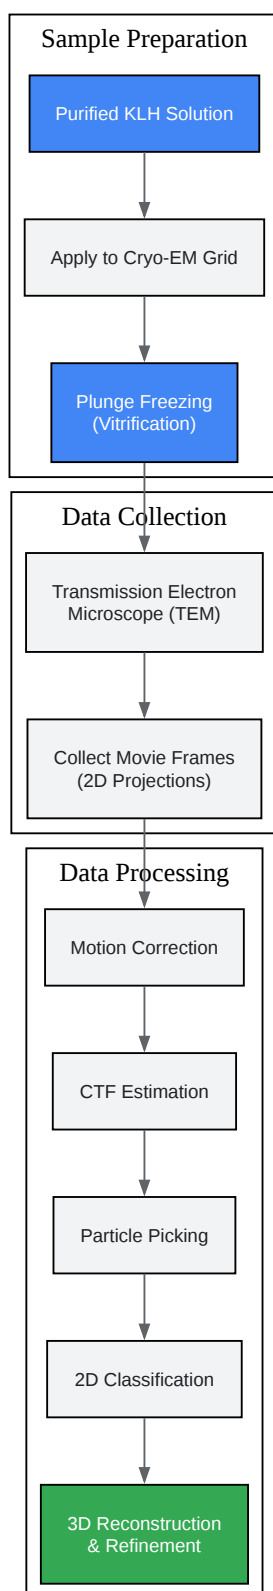 Sample Preparation
Purified KLH Solution
Apply to Cryo-EM Grid
Plunge Freezing
(Vitrification)
Data Collection
Transmission Electron
Microscope (TEM)
Collect Movie Frames
(2D Projections)
Data Processing
Motion Correction
CTF Estimation
Particle Picking
2D Classification
3D Reconstruction
& Refinement